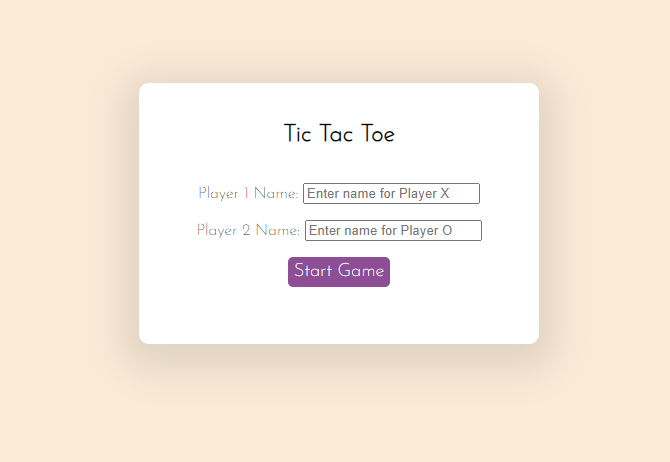 Tic Tac Toe
Player 1 Name: Enter name for Player X
Player 2 Name: Enter name for Player O
Start Game